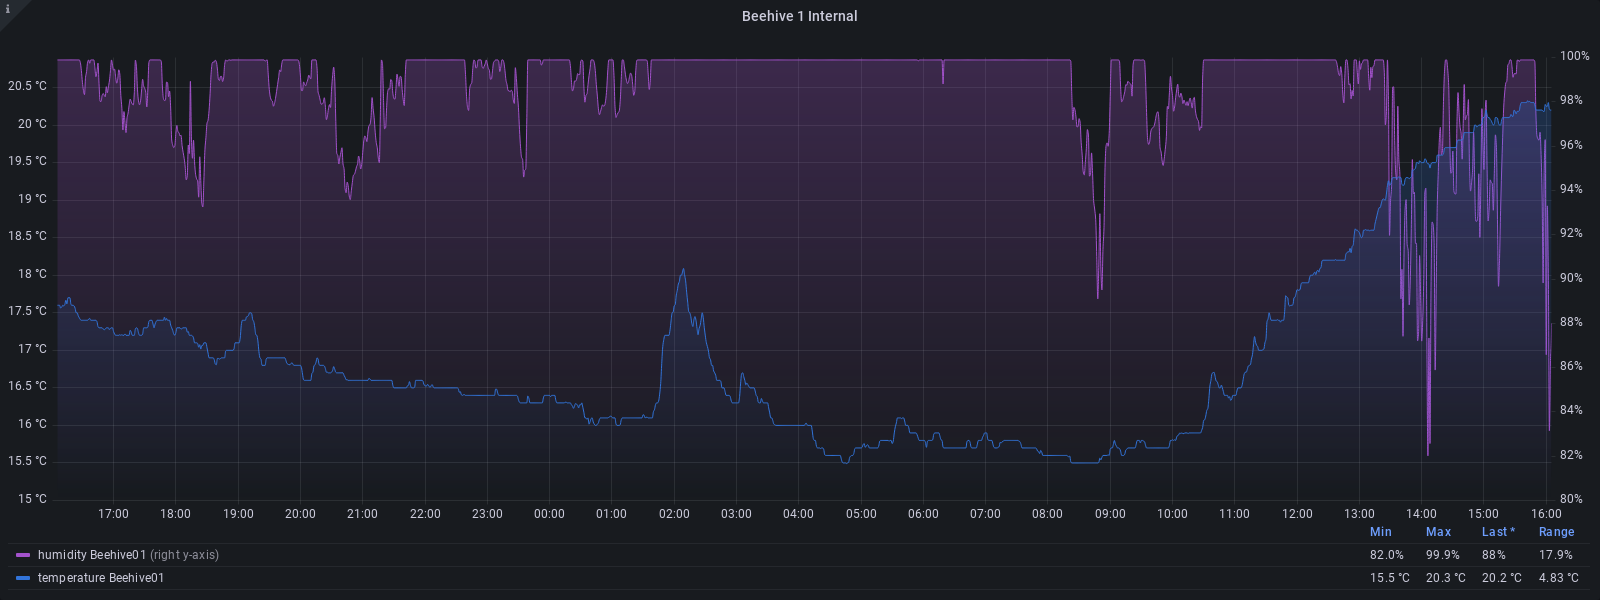 i
Beehive 1 Internal
100%
20.5 °C
98%
20 °C
96%
19.5 °C
94%
19 °C
92%
18.5 °C
90%
18 °C
17.5 °C
88%
17 °C
86%
16.5 °C
84%
16 °C
82%
15.5 °C
15 °C
80%
17:00 18:00 19:00 20:00 21:00 22:00 23:00 00:00 01:00 02:00 03:00 04:00 05:00 06:00 07:00 08:00 09:00 10:00 11:00 12:00 13:00 14:00 15:00 16:00
Min Max Last * Range
humidity Beehive01 (right y-axis) 82.0% 99.9% 88% 17.9%
temperature Beehive01 15.5 °C 20.3 °C 20.2 °C 4.83 °C